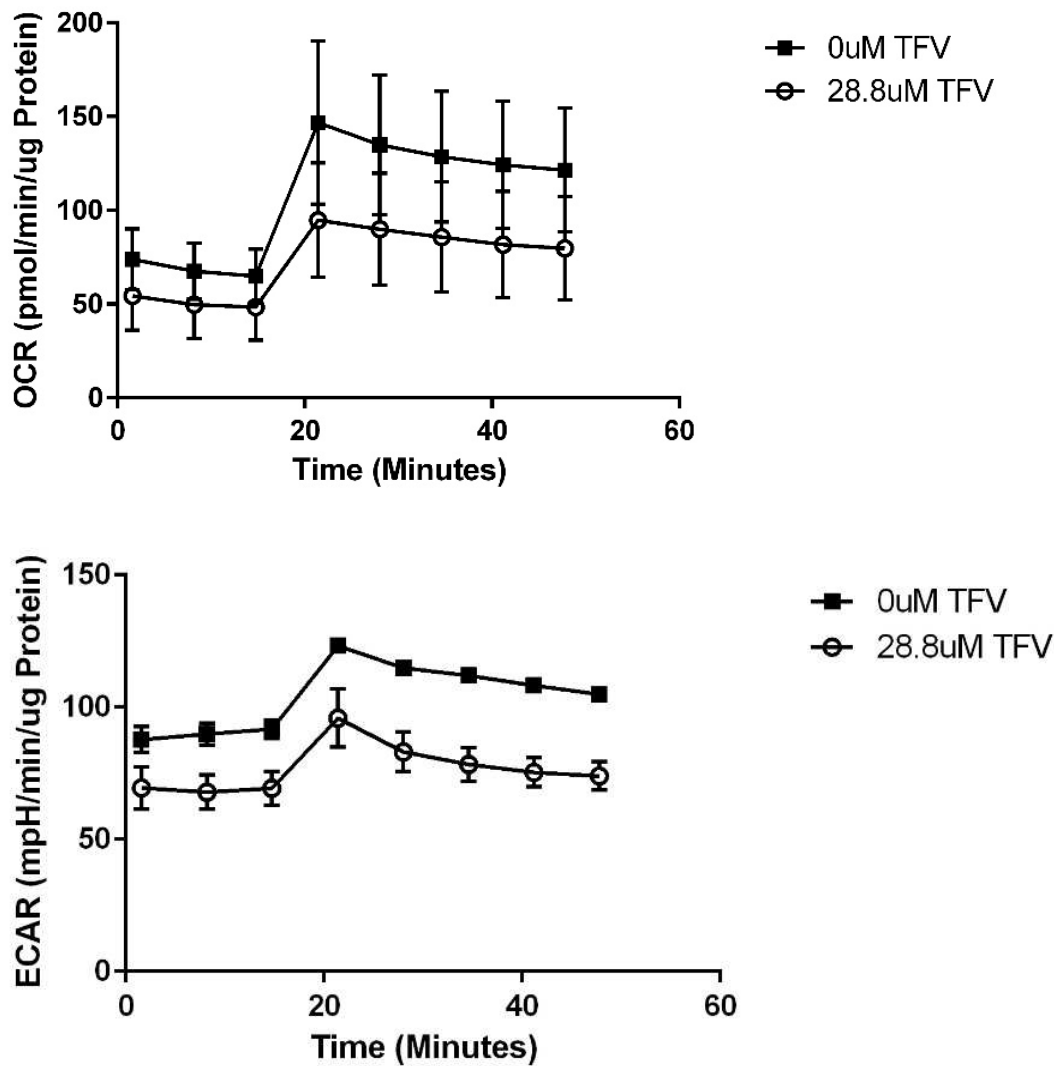 200
150
100
50
0
OCR (pmol/min/ug Protein)
0 20 40 60
Time (Minutes)
0uM TFV
28.8uM TFV
150
100
50
0
ECAR (mpH/min/ug Protein)
0 20 40 60
Time (Minutes)
0uM TFV
28.8uM TFV